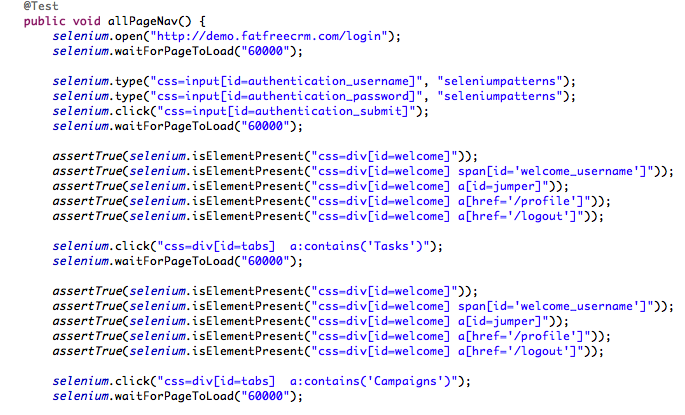 @Test
public void allPageNav() {
selenium.open("http://demo.fatfreecrm.com/login");
selenium.waitForPageToLoad("60000");
selenium.type("css=input[id=authentication_username]", "seleniumpatterns");
selenium.type("css=input[id=authentication_password]", "seleniumpatterns");
selenium.click("css=input[id=authentication_submit]");
selenium.waitForPageToLoad("60000");
assertTrue(selenium.isElementPresent("css=div[id=welcome]"));
assertTrue(selenium.isElementPresent("css=div[id=welcome] span[id='welcome_username']"));
assertTrue(selenium.isElementPresent("css=div[id=welcome] a[id=jumper]"));
assertTrue(selenium.isElementPresent("css=div[id=welcome] a[href='/profile']"));
assertTrue(selenium.isElementPresent("css=div[id=welcome] a[href='/logout']"));
selenium.click("css=div[id=tabs]  a:contains('Tasks')");
selenium.waitForPageToLoad("60000");
assertTrue(selenium.isElementPresent("css=div[id=welcome]"));
assertTrue(selenium.isElementPresent("css=div[id=welcome] span[id='welcome_username']"));
assertTrue(selenium.isElementPresent("css=div[id=welcome] a[id=jumper]"));
assertTrue(selenium.isElementPresent("css=div[id=welcome] a[href='/profile']"));
assertTrue(selenium.isElementPresent("css=div[id=welcome] a[href='/logout']"));
selenium.click("css=div[id=tabs]  a:contains('Campaigns')");
selenium.waitForPageToLoad("60000");